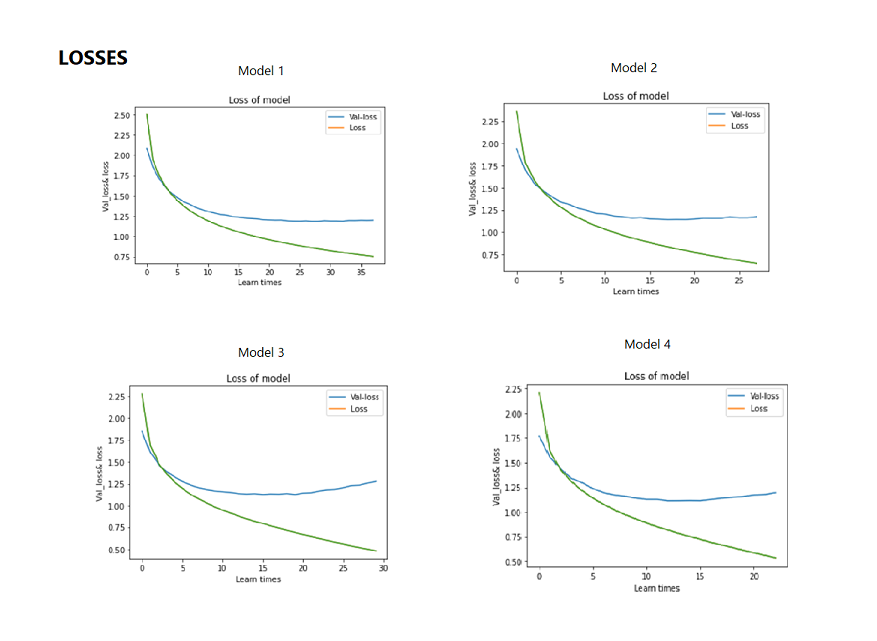 LOSSES
Model 1
Loss of model
Val-loss
Loss
Val_loss& loss
2.50
2.25
2.00
1.75
1.50
1.25
1.00
0.75
0 5 10 15 20 25 30 35
Learn times
Model 2
Loss of model
Val-loss
Loss
Val_loss& loss
2.25
2.00
1.75
1.50
1.25
1.00
0.75
0 5 10 15 20 25
Learn times
Model 3
Loss of model
Val-loss
Loss
Val_loss& loss
2.25
2.00
1.75
1.50
1.25
1.00
0.75
0.50
0 5 10 15 20 25 30
Learn times
Model 4
Loss of model
Val-loss
Loss
Val_loss& loss
2.25
2.00
1.75
1.50
1.25
1.00
0.75
0.50
0 5 10 15 20
Learn times